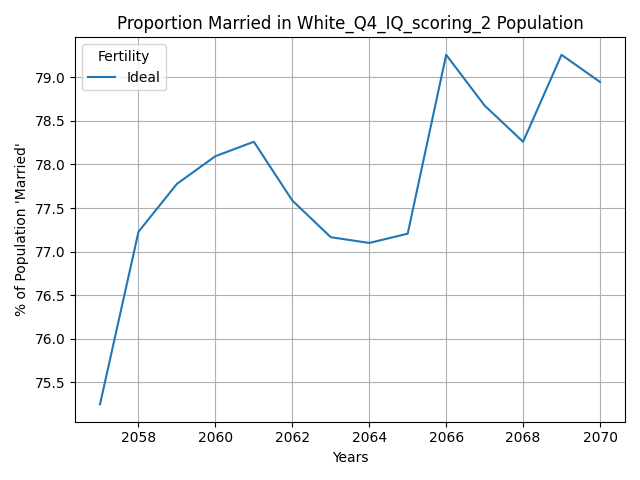 Proportion Married in White_Q4_IQ_scoring_2 Population
Fertility
Ideal
% of Population 'Married'
79.0
78.5
78.0
77.5
77.0
76.5
76.0
75.5
2058 2060 2062 2064 2066 2068 2070
Years